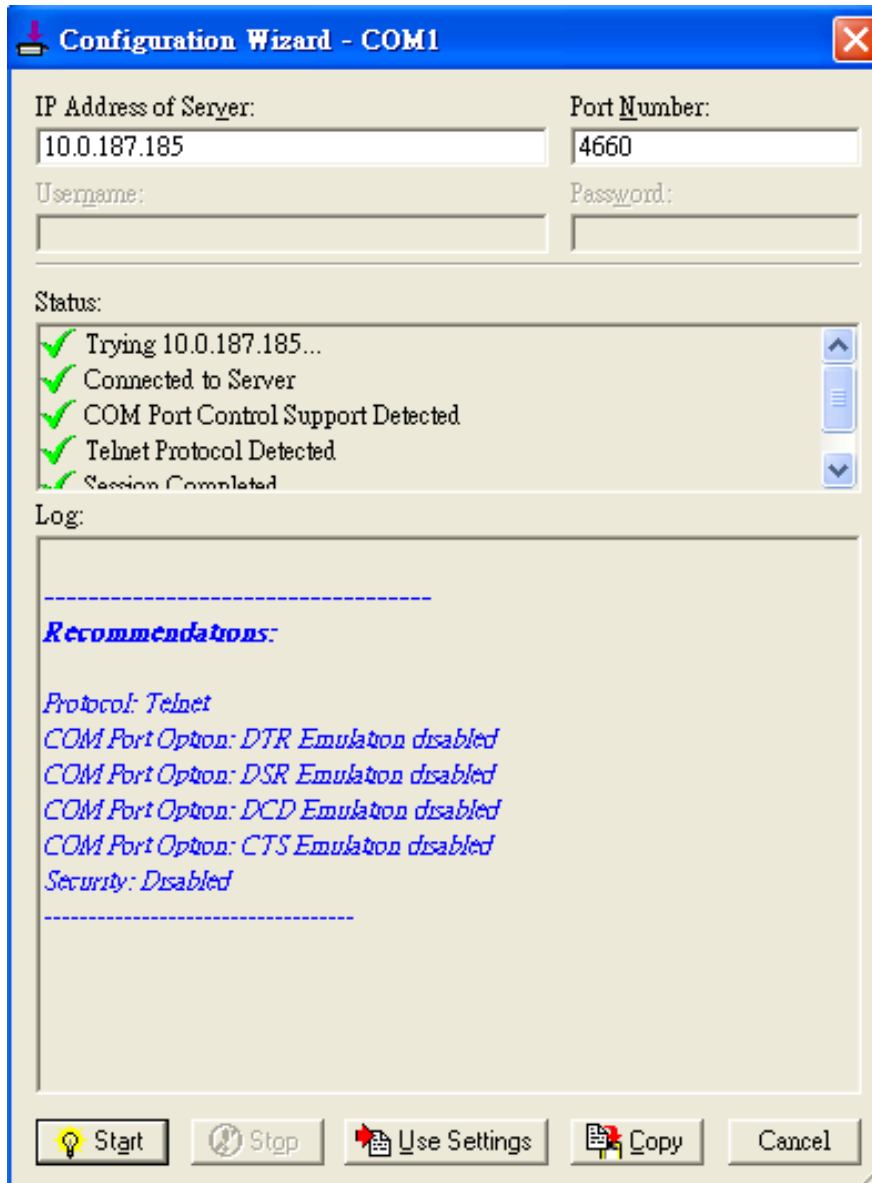 Configuration Wizard - COM1
IP Address of Server: Port Number:
10.0.187.185 4660
Username: Password:
Status:
Trying 10.0.187.185...
Connected to Server
COM Port Control Support Detected
Telnet Protocol Detected
Session Completed
Log:
-----------------------------------
Recommendations:
Protocol: Telnet
COM Port Option: DTR Emulation disabled
COM Port Option: DSR Emulation disabled
COM Port Option: DCD Emulation disabled
COM Port Option: CTS Emulation disabled
Security: Disabled
-----------------------------------
Start Stop Use Settings Copy Cancel